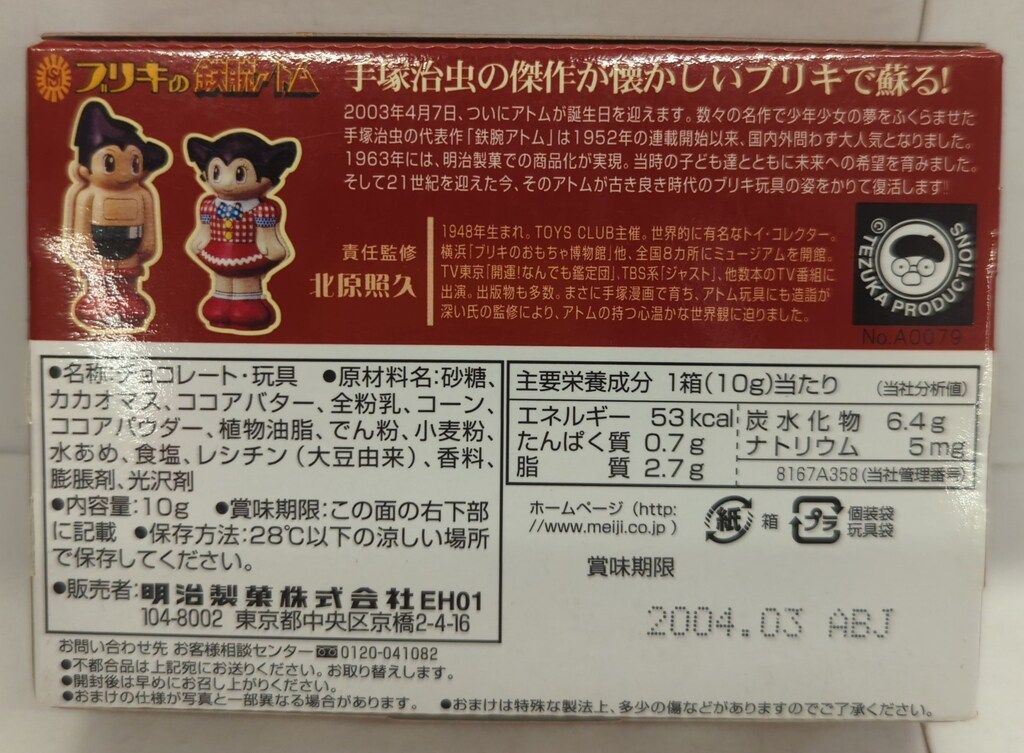 ブリキの鉄腕アトム
手塚治虫の傑作が懐かしいブリキで蘇る!
2003年4月7日、ついにアトムが誕生日を迎えます。数々の名作で少年少女の夢をふくらませた
手塚治虫の代表作「鉄腕アトム」は1952年の連載開始以来、国内外問わず大人気となりました。
1963年には、明治製菓での商品化が実現。当時の子ども達とともに未来への希望を育みました。
そして21世紀を迎えた今、そのアトムが古き良き時代のブリキ玩具の姿をかりて復活します!!
責任監修
北原照久
1948年生まれ。TOYS CLUB主催。世界的に有名なトイ・コレクター。
横浜「ブリキのおもちゃ博物館」他、全国8カ所にミュージアムを開館。
TV東京「開運!なんでも鑑定団」、TBS系「ジャスト」、他数本のTV番組に
出演。出版物も多数。まさに手塚漫画で育ち、アトム玩具にも造詣が
深い氏の監修により、アトムの持つ心温かな世界観に迫りました。
©TEZUKA PRODUCTIONS
No.A0079
●名称:チョコレート・玩具 ●原材料名:砂糖、
カカオマス、ココアバター、全粉乳、コーン、
ココアパウダー、植物油脂、でん粉、小麦粉、
水あめ、食塩、レシチン(大豆由来)、香料、
膨脹剤、光沢剤
●内容量:10g ●賞味期限:この面の右下部
に記載 ●保存方法:28℃以下の涼しい場所
で保存してください。
●販売者:明治製菓株式会社EH01
104-8002 東京都中央区京橋2-4-16
主要栄養成分 1箱(10g)当たり (当社分析値)
エネルギー 53kcal 炭水化物 6.4g
たんぱく質 0.7g ナトリウム 5mg
脂質 2.7g 8167A358(当社管理番号)
ホームページ(http:
//www.meiji.co.jp)
紙 箱
プラ 個装袋
玩具袋
賞味期限
2004.03 ABJ
お問い合わせ先 お客様相談センター 0120-041082
●不都合品は上記宛にお送りください。お取り替えします。
●開封後は早めにお召し上がりください。
●おまけの仕様が写真と一部異なる場合があります。 ●おまけは特殊な製法上、多少の傷などがありますのでご了承ください。